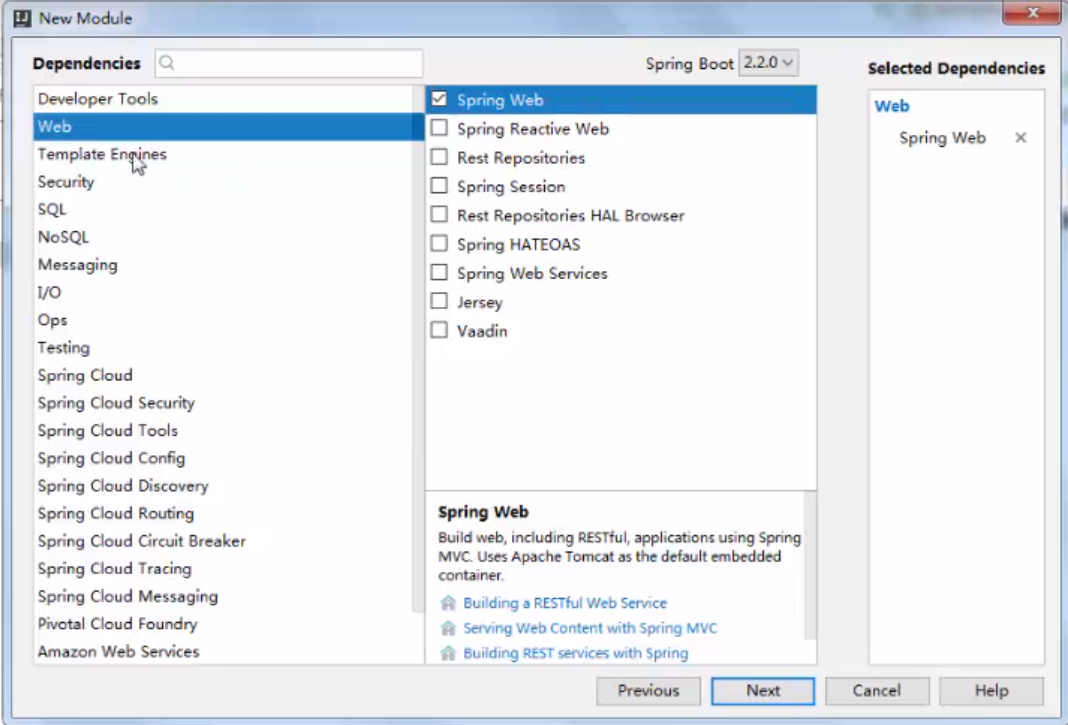 New Module
Dependencies
Spring Boot 2.2.0
Selected Dependencies
Developer Tools
Web
Template Engines
Security
SQL
NoSQL
Messaging
I/O
Ops
Testing
Spring Cloud
Spring Cloud Security
Spring Cloud Tools
Spring Cloud Config
Spring Cloud Discovery
Spring Cloud Routing
Spring Cloud Circuit Breaker
Spring Cloud Tracing
Spring Cloud Messaging
Pivotal Cloud Foundry
Amazon Web Services
Spring Web
Spring Reactive Web
Rest Repositories
Spring Session
Rest Repositories HAL Browser
Spring HATEOAS
Spring Web Services
Jersey
Vaadin
Spring Web
Build web, including RESTful, applications using Spring
MVC. Uses Apache Tomcat as the default embedded
container.
Building a RESTful Web Service
Serving Web Content with Spring MVC
Building REST services with Spring
Web
Spring Web
Previous
Next
Cancel
Help